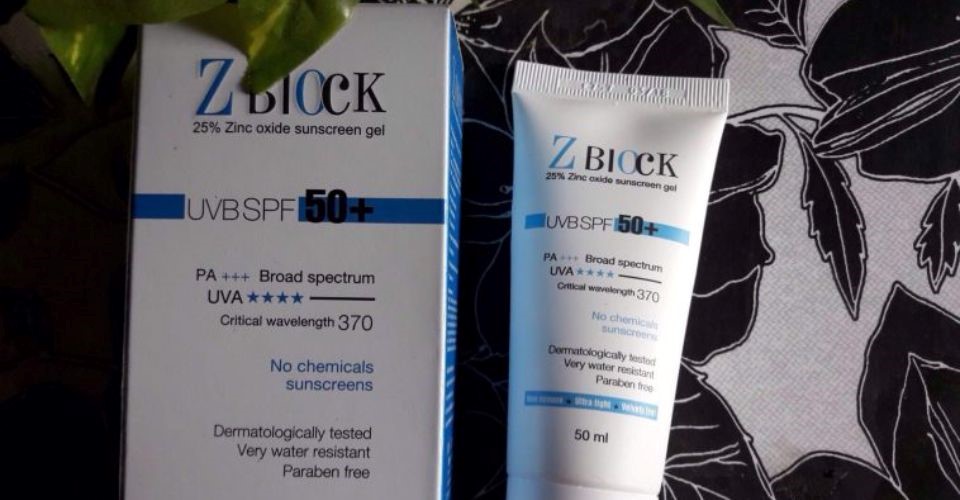 Z BlOCK
25% Zinc oxide sunscreen gel
UVB SPF 50+
PA +++ Broad spectrum
UVA ★★★★
Critical wavelength 370
No chemicals
sunscreens
Dermatologically tested
Very water resistant
Paraben free
Z BlOCK
25% Zinc oxide sunscreen gel
UVB SPF 50+
PA +++ Broad spectrum
UVA ★★★★
Critical wavelength 370
No chemicals
sunscreens
Dermatologically tested
Very water resistant
Paraben free
Ultra light
50 ml